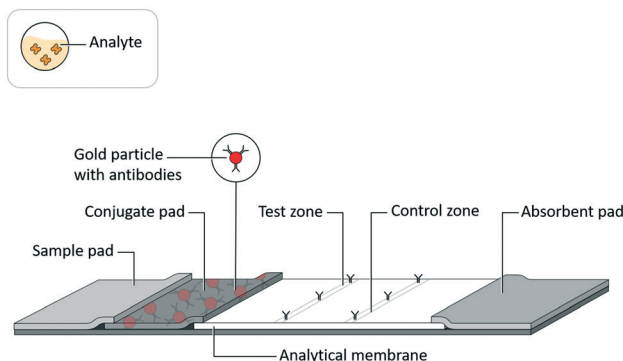 Analyte
Gold particle
with antibodies
Conjugate pad
Test zone
Control zone
Absorbent pad
Sample pad
Analytical membrane